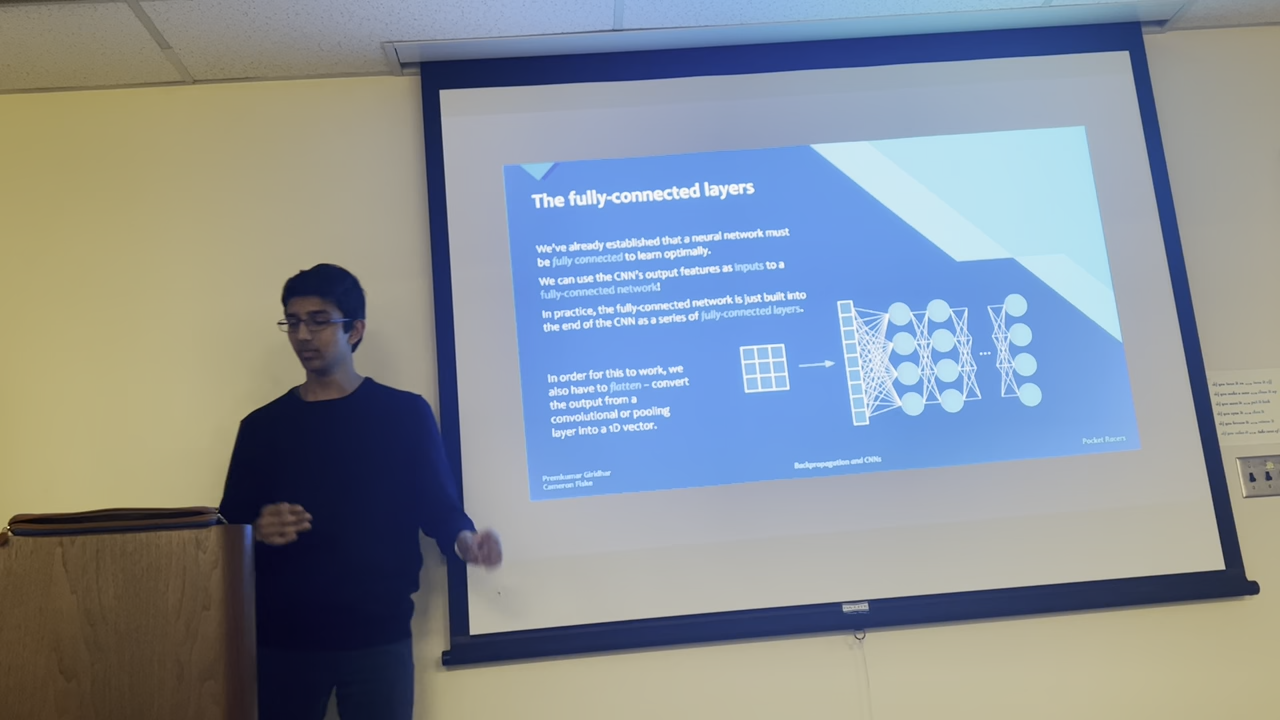 The fully-connected layers
We've already established that a neural network must
be fully connected to learn optimally.
We can use the CNN's output features as inputs to a
fully-connected network!
In practice, the fully-connected network is just built into
the end of the CNN as a series of fully-connected layers.
In order for this to work, we
also have to flatten – convert
the output from a
convolutional or pooling
layer into a 1D vector.
...
Premkumar Giridhar
Cameron Fiske
Backpropagation and CNNs
Pocket Racers